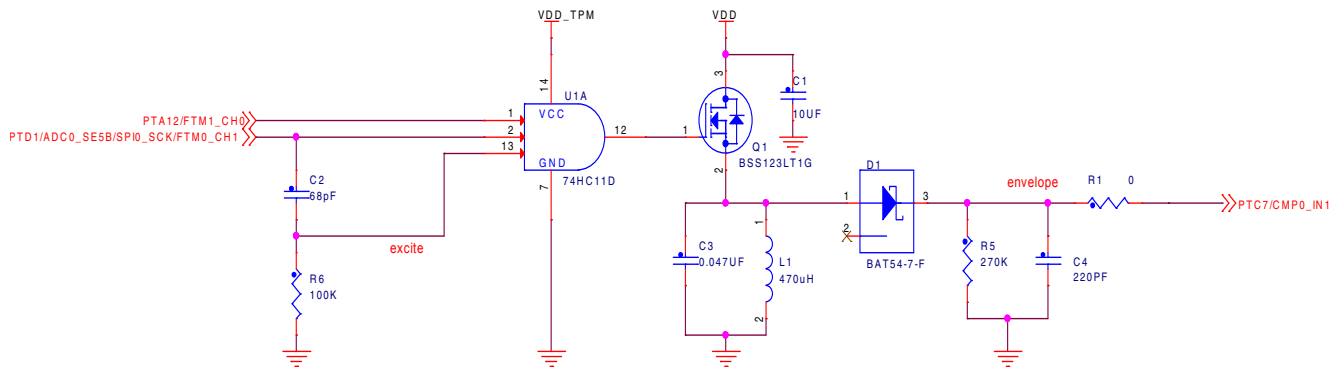 VDD_TPM
VDD
14
3
C1
10UF
U1A
VCC
PTA12/FTM1_CH0
1
PTD1/ADC0_SE5B/SPI0_SCK/FTM0_CH1
2
12
1
13
Q1
BSS123LT1G
GND
74HC11D
7
2
C2
68pF
D1
1
3
2
BAT54-7-F
envelope
R1
0
PTC7/CMP0_IN1
excite
C3
0.047UF
1
L1
470uH
2
R5
270K
C4
220PF
R6
100K